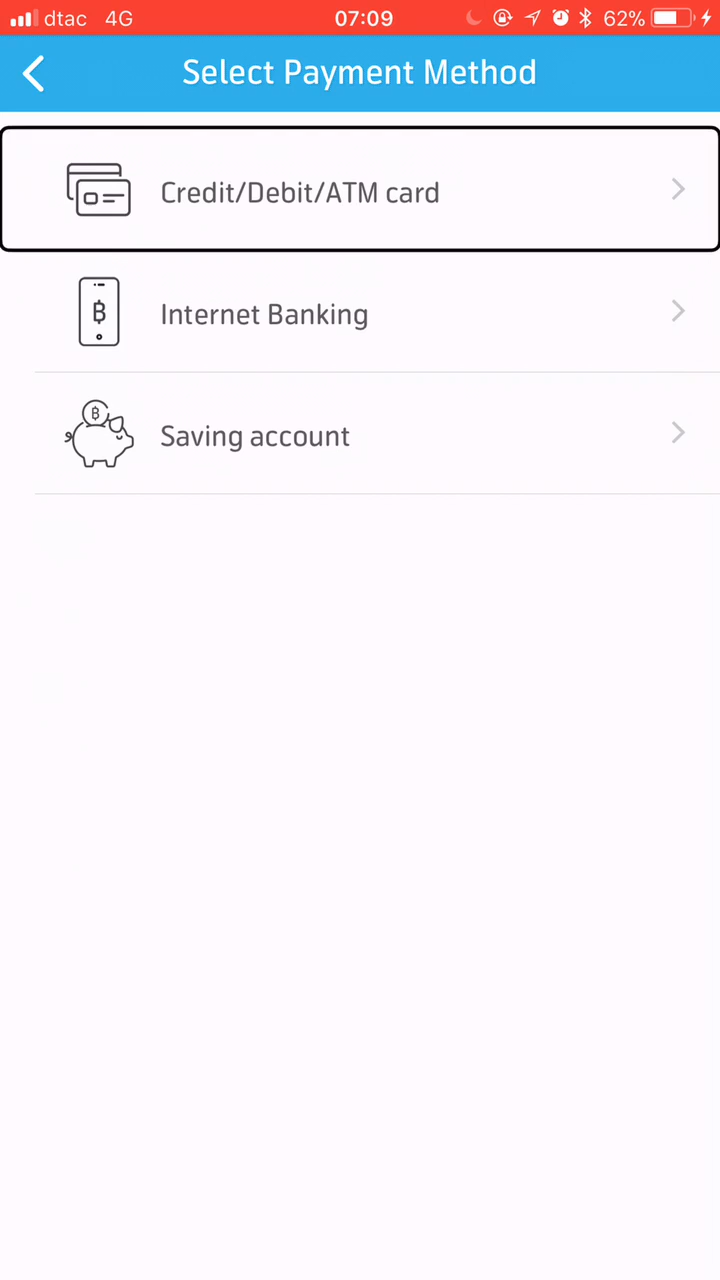 dtac 4G 07:09 62%
Select Payment Method
Credit/Debit/ATM card
Internet Banking
Saving account